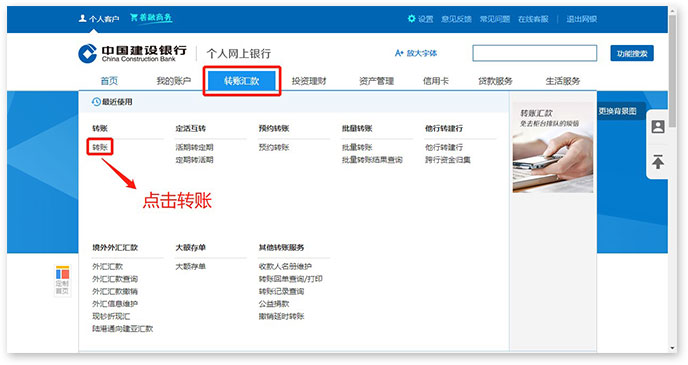 个人客户 善融商务 设置 意见反馈 常见问题 在线客服 退出网银
中国建设银行 个人网上银行 A+ 放大字体 功能搜索
China Construction Bank
首页 我的账户 转账汇款 投资理财 资产管理 信用卡 贷款服务 生活服务
最近使用
转账 定活互转 预约转账 批量转账 他行转建行
转账 活期转定期 预约转账 批量转账 他行转建行
定期转活期 批量转账结果查询 跨行资金归集
转账汇款
免去柜台排队的烦恼
更换背景图
点击转账
境外外汇汇款 大额存单 其他转账服务
外汇汇款 大额存单 收款人名册维护
外汇汇款查询 转账回单查询/打印
外汇汇款撤销 转账记录查询
外汇信息维护 公益捐款
现钞折现汇 撤销延时转账
陆港通向建亚汇款
定制
首页